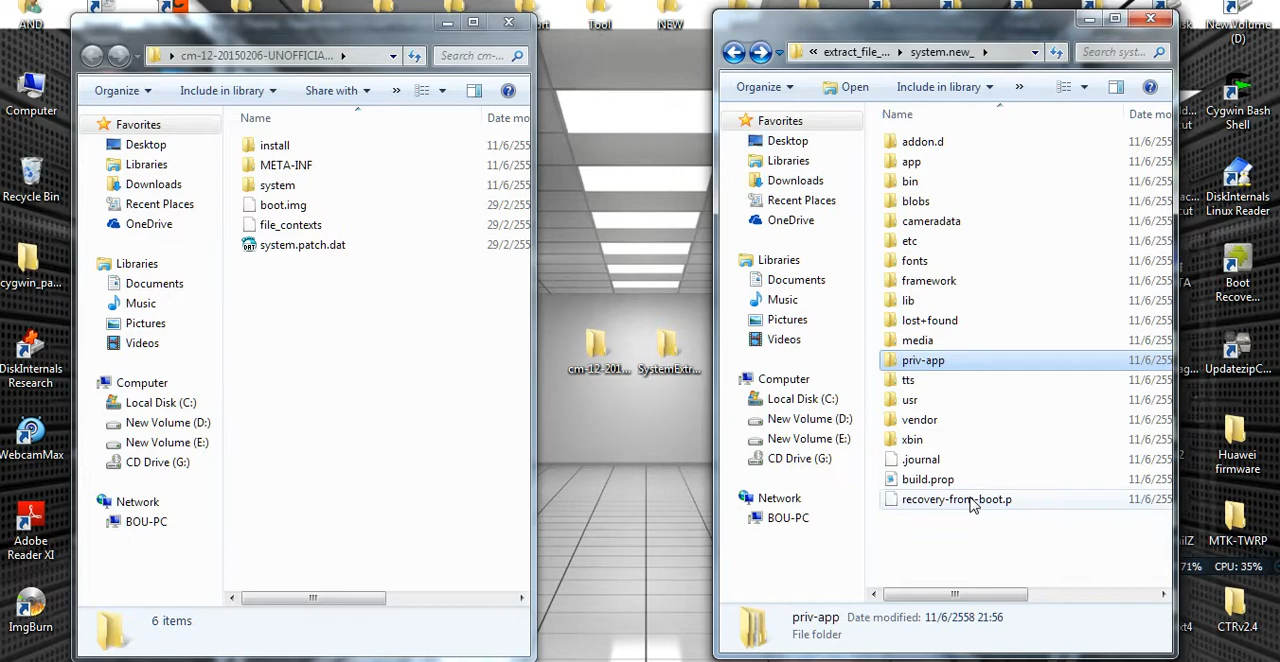 AND
Tool
NEW
New Volume
(D)
Computer
Recycle Bin
cygwin_pa...
DiskInternals
Research
WebcamMax
Adobe
Reader XI
ImgBurn
cm-12-20150206-UNOFFICIA...
Search cm-...
Organize
Include in library
Share with
»
Favorites
Desktop
Libraries
Downloads
Recent Places
OneDrive
Libraries
Documents
Music
Pictures
Videos
Computer
Local Disk (C:)
New Volume (D:)
New Volume (E:)
CD Drive (G:)
Network
BOU-PC
Name
Date mo
install
11/6/255
META-INF
11/6/255
system
11/6/255
boot.img
29/2/255
file_contexts
29/2/255
system.patch.dat
29/2/255
6 items
cm-12-201...
SystemExtr...
« extract_file_...
system.new_
Search syst...
Organize
Open
Include in library
»
Favorites
Desktop
Libraries
Downloads
Recent Places
OneDrive
Libraries
Documents
Music
Pictures
Videos
Computer
Local Disk (C:)
New Volume (D:)
New Volume (E:)
CD Drive (G:)
Network
BOU-PC
Name
Date mo
addon.d
11/6/255
app
11/6/255
bin
11/6/255
blobs
11/6/255
cameradata
11/6/255
etc
11/6/255
fonts
11/6/255
framework
11/6/255
lib
11/6/255
lost+found
11/6/255
media
11/6/255
priv-app
11/6/255
tts
11/6/255
usr
11/6/255
vendor
11/6/255
xbin
11/6/255
.journal
11/6/255
build.prop
11/6/255
recovery-from-boot.p
11/6/255
priv-app
Date modified: 11/6/2558 21:56
File folder
Cygwin Bash
Shell
DiskInternals
Linux Reader
Boot
Recove...
UpdatezipC...
Huawei
firmware
MTK-TWRP
71%
CPU: 35%
CTRv2.4